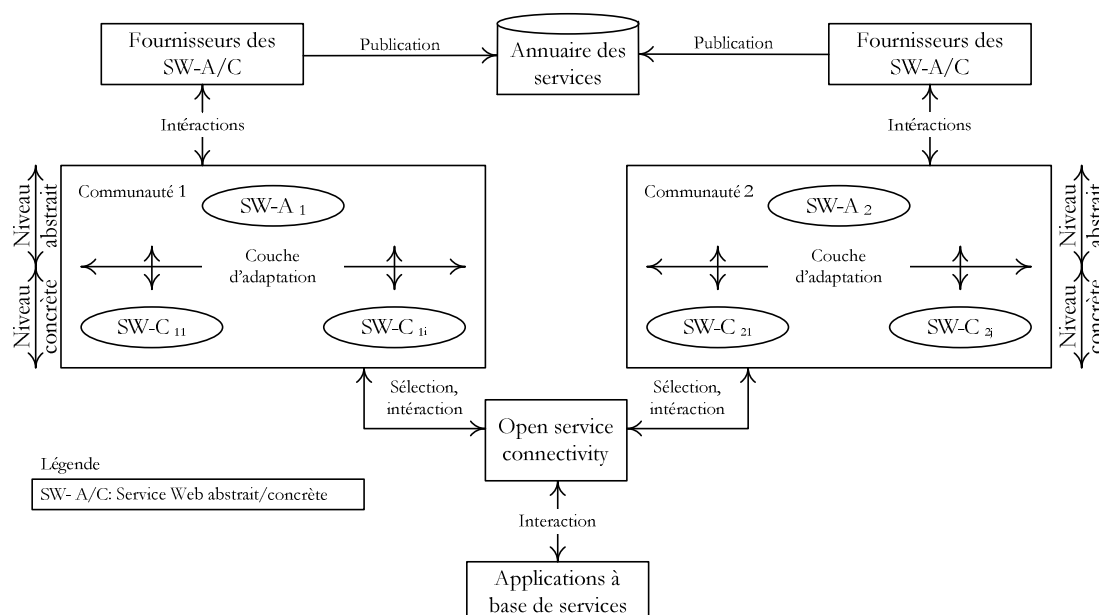 Fournisseurs des
SW-A/C
Publication
Annuaire des
services
Publication
Fournisseurs des
SW-A/C
Intéractions
Intéractions
Niveau
abstrait
Niveau
concrète
Communauté 1
SW-A 1
Couche
d'adaptation
SW-C 11
SW-C 1i
Communauté 2
SW-A 2
Couche
d'adaptation
SW-C 21
SW-C 2j
Niveau
abstrait
Niveau
concrète
Sélection,
intéraction
Sélection,
intéraction
Open service
connectivity
Légende
SW- A/C: Service Web abstrait/concrète
Interaction
Applications à
base de services